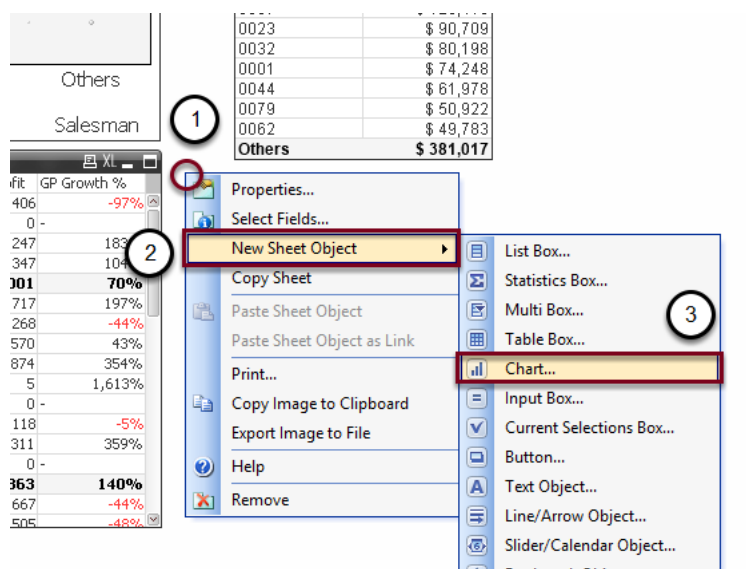 0023 $ 90,709
0032 $ 80,198
0001 $ 74,248
0044 $ 61,978
0079 $ 50,922
0062 $ 49,783
Others $ 381,017
Others
Salesman
1
XL
GP Growth %
406 -97%
0 -
247
347
001 70%
717 197%
268 -44%
570 43%
874 354%
5 1,613%
0 -
118 -5%
311 359%
0 -
363 140%
667 -44%
505 -48%
2
Properties...
Select Fields...
New Sheet Object
Copy Sheet
Paste Sheet Object
Paste Sheet Object as Link
Print...
Copy Image to Clipboard
Export Image to File
Help
Remove
3
List Box...
Statistics Box...
Multi Box...
Table Box...
Chart...
Input Box...
Current Selections Box...
Button...
Text Object...
Line/Arrow Object...
Slider/Calendar Object...